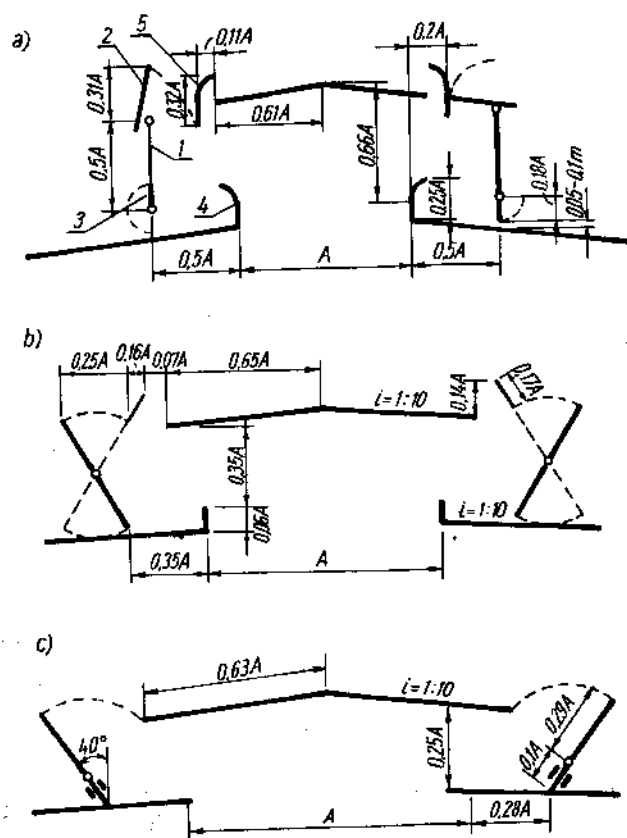 a)
5
0,11A
0,2A
2
0,31A
0,32A
0,61A
0,66A
0,5A
1
3
4
0,25A
0,18A
0,05-0,1m
0,5A
A
0,5A
b)
0,25A
0,16A
0,07A
0,65A
i=1:10
0,14A
0,17A
0,35A
0,06A
i=1:10
0,35A
A
c)
0,63A
i=1:10
40°
0,25A
0,1A
0,29A
A
0,28A